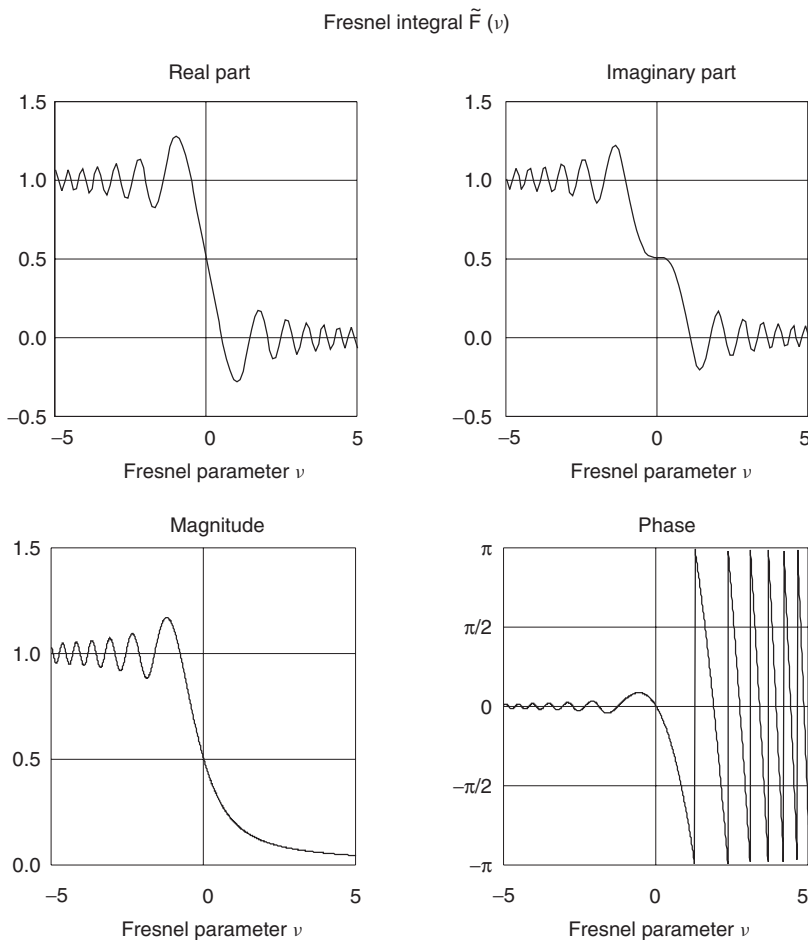 Fresnel integral F̃ (ν)
Real part
1.5
1.0
0.5
0.0
−0.5
−5
0
5
Fresnel parameter ν
Imaginary part
1.5
1.0
0.5
0.0
−0.5
−5
0
5
Fresnel parameter ν
Magnitude
1.5
1.0
0.5
0.0
−5
0
5
Fresnel parameter ν
Phase
π
π/2
0
−π/2
−π
−5
0
5
Fresnel parameter ν